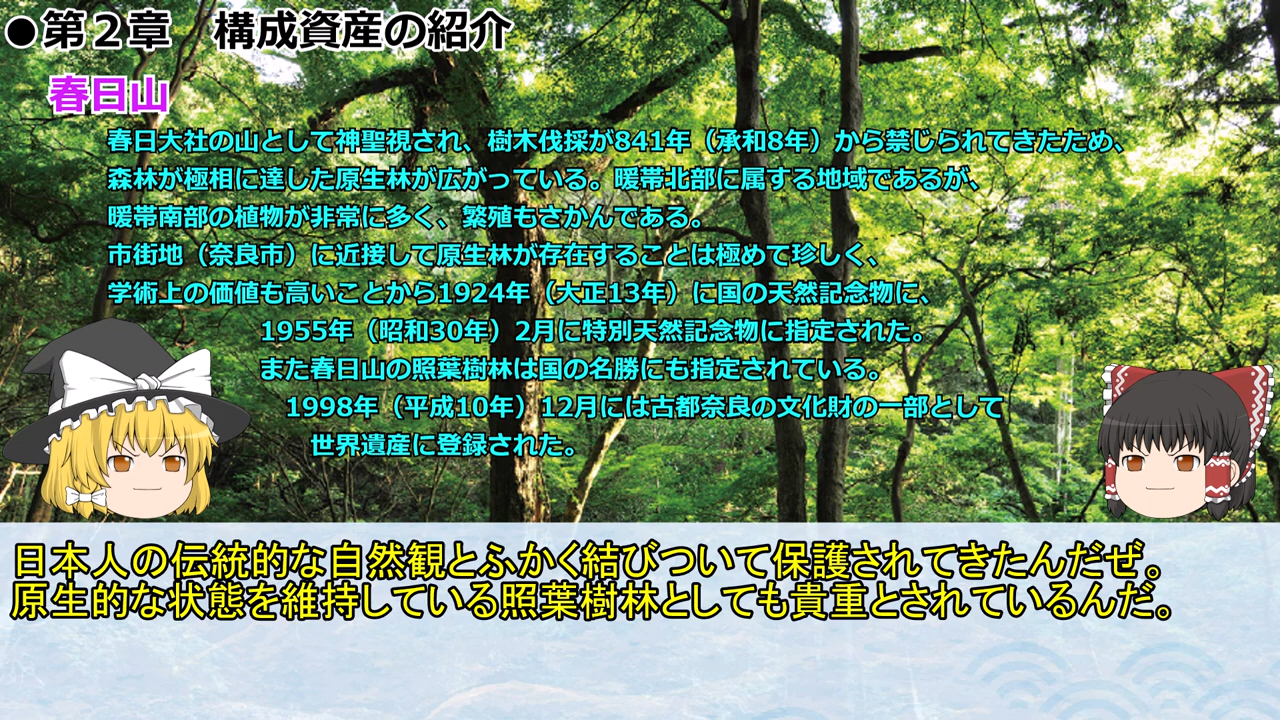 ●第２章　構成資産の紹介
春日山
春日大社の山として神聖視され、樹木伐採が841年（承和8年）から禁じられてきたため、
森林が極相に達した原生林が広がっている。暖帯北部に属する地域であるが、
暖帯南部の植物が非常に多く、繁殖もさかんである。
市街地（奈良市）に近接して原生林が存在することは極めて珍しく、
学術上の価値も高いことから1924年（大正13年）に国の天然記念物に、
1955年（昭和30年）2月に特別天然記念物に指定された。
また春日山の照葉樹林は国の名勝にも指定されている。
1998年（平成10年）12月には古都奈良の文化財の一部として
世界遺産に登録された。
日本人の伝統的な自然観とふかく結びついて保護されてきたんだぜ。
原生的な状態を維持している照葉樹林としても貴重とされているんだ。